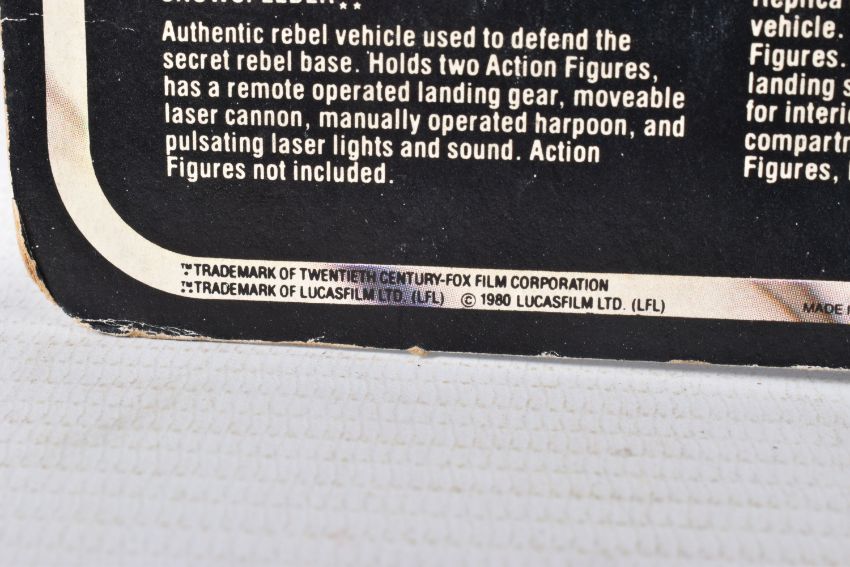 Authentic rebel vehicle used to defend the
secret rebel base. Holds two Action Figures,
has a remote operated landing gear, moveable
laser cannon, manually operated harpoon, and
pulsating laser lights and sound. Action
Figures not included.
vehicle.
Figures.
landing s
for interi
compartm
Figures,
™*TRADEMARK OF TWENTIETH CENTURY-FOX FILM CORPORATION
™**TRADEMARK OF LUCASFILM LTD. (LFL) © 1980 LUCASFILM LTD. (LFL)
MADE